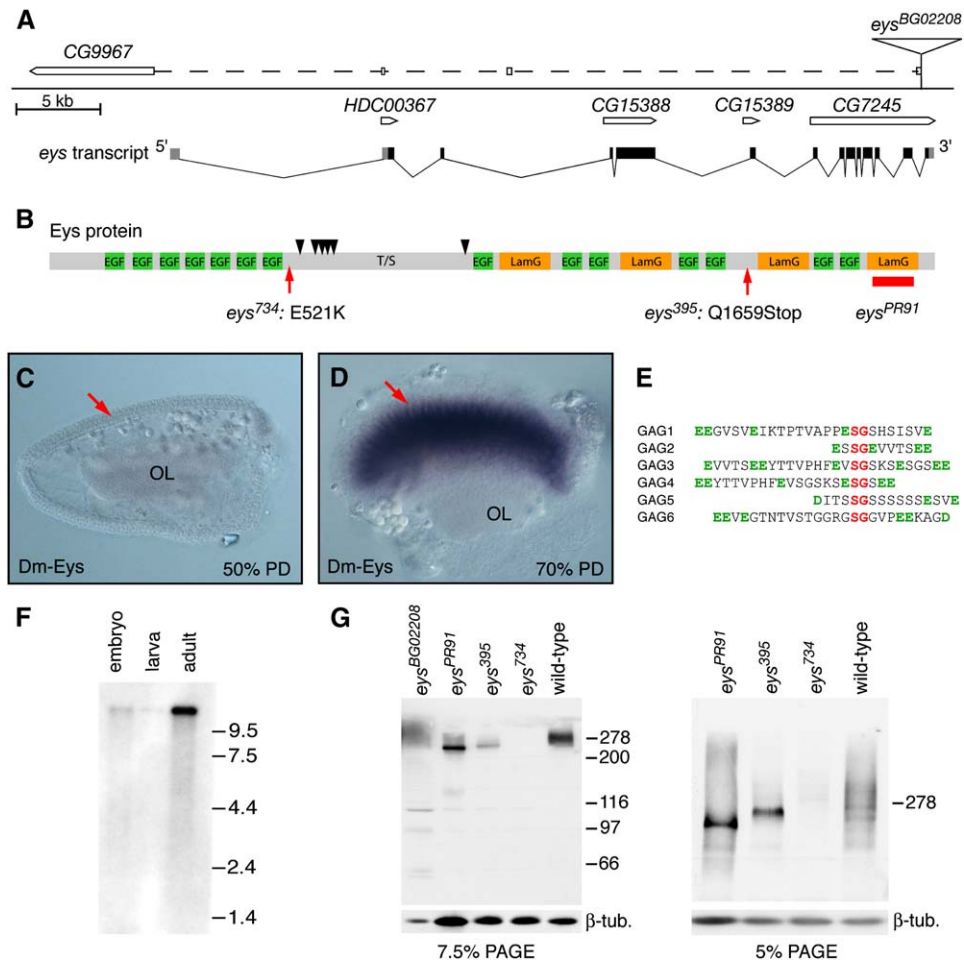 A
eys^BG02208
CG9967
5 kb
HDC00367 CG15388 CG15389 CG7245
eys transcript 5' 3'
B
Eys protein
EGF EGF EGF EGF EGF EGF EGF T/S EGF LamG EGF EGF LamG EGF EGF LamG EGF EGF LamG
eys^734: E521K eys^395: Q1659Stop eys^PR91
C
OL
Dm-Eys 50% PD
D
OL
Dm-Eys 70% PD
E
GAG1 EEGVSVEIKTPTVAPPESGSHSISVE
GAG2 ESSGEVVTSEE
GAG3 EVVTSEEYTTVPHFEVSGSKSESGSEE
GAG4 EEYTTVPHFEVSGSKSESGSEE
GAG5 DITSSGSSSSSSESVE
GAG6 EEVEGTNTVSTGGRGSGGVPEEKAGD
F
embryo larva adult
–9.5
–7.5
–4.4
–2.4
–1.4
G
eys^BG02208 eys^PR91 eys^395 eys^734 wild-type
–278
–200
–116
–97
–66
β-tub.
7.5% PAGE
eys^PR91 eys^395 eys^734 wild-type
–278
β-tub.
5% PAGE